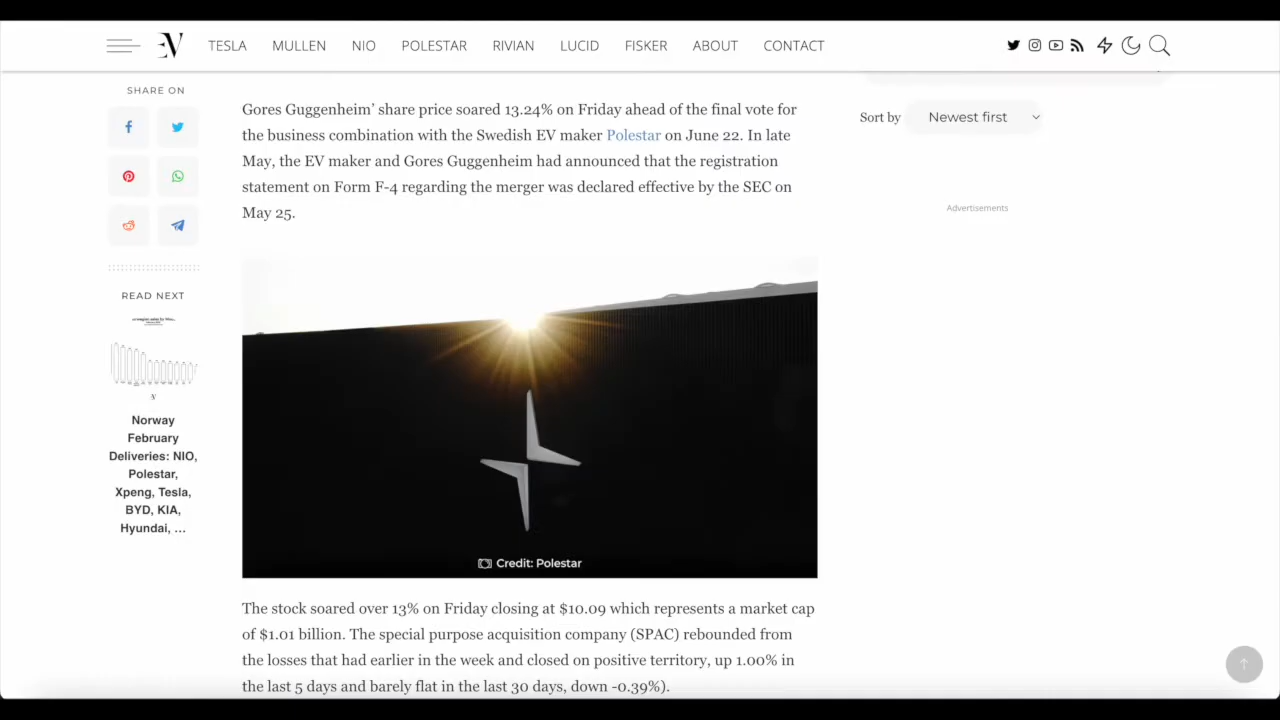 EV
TESLA MULLEN NIO POLESTAR RIVIAN LUCID FISKER ABOUT CONTACT
SHARE ON
READ NEXT
Norway
February
Deliveries: NIO,
Polestar,
Xpeng, Tesla,
BYD, KIA,
Hyundai, ...
Gores Guggenheim' share price soared 13.24% on Friday ahead of the final vote for
the business combination with the Swedish EV maker Polestar on June 22. In late
May, the EV maker and Gores Guggenheim had announced that the registration
statement on Form F-4 regarding the merger was declared effective by the SEC on
May 25.
Credit: Polestar
The stock soared over 13% on Friday closing at $10.09 which represents a market cap
of $1.01 billion. The special purpose acquisition company (SPAC) rebounded from
the losses that had earlier in the week and closed on positive territory, up 1.00% in
the last 5 days and barely flat in the last 30 days, down -0.39%).
Sort by Newest first
Advertisements